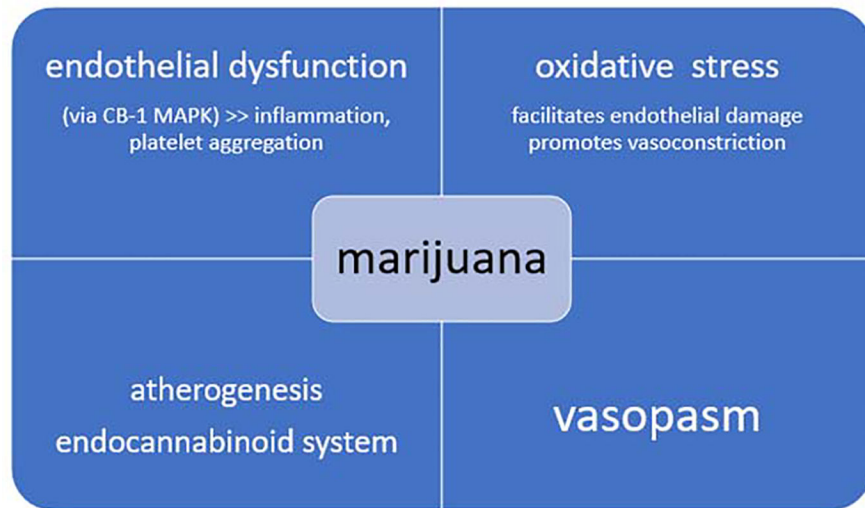 endothelial dysfunction
(via CB-1 MAPK) >> inflammation,
platelet aggregation
oxidative stress
facilitates endothelial damage
promotes vasoconstriction
marijuana
atherogenesis
endocannabinoid system
vasopasm